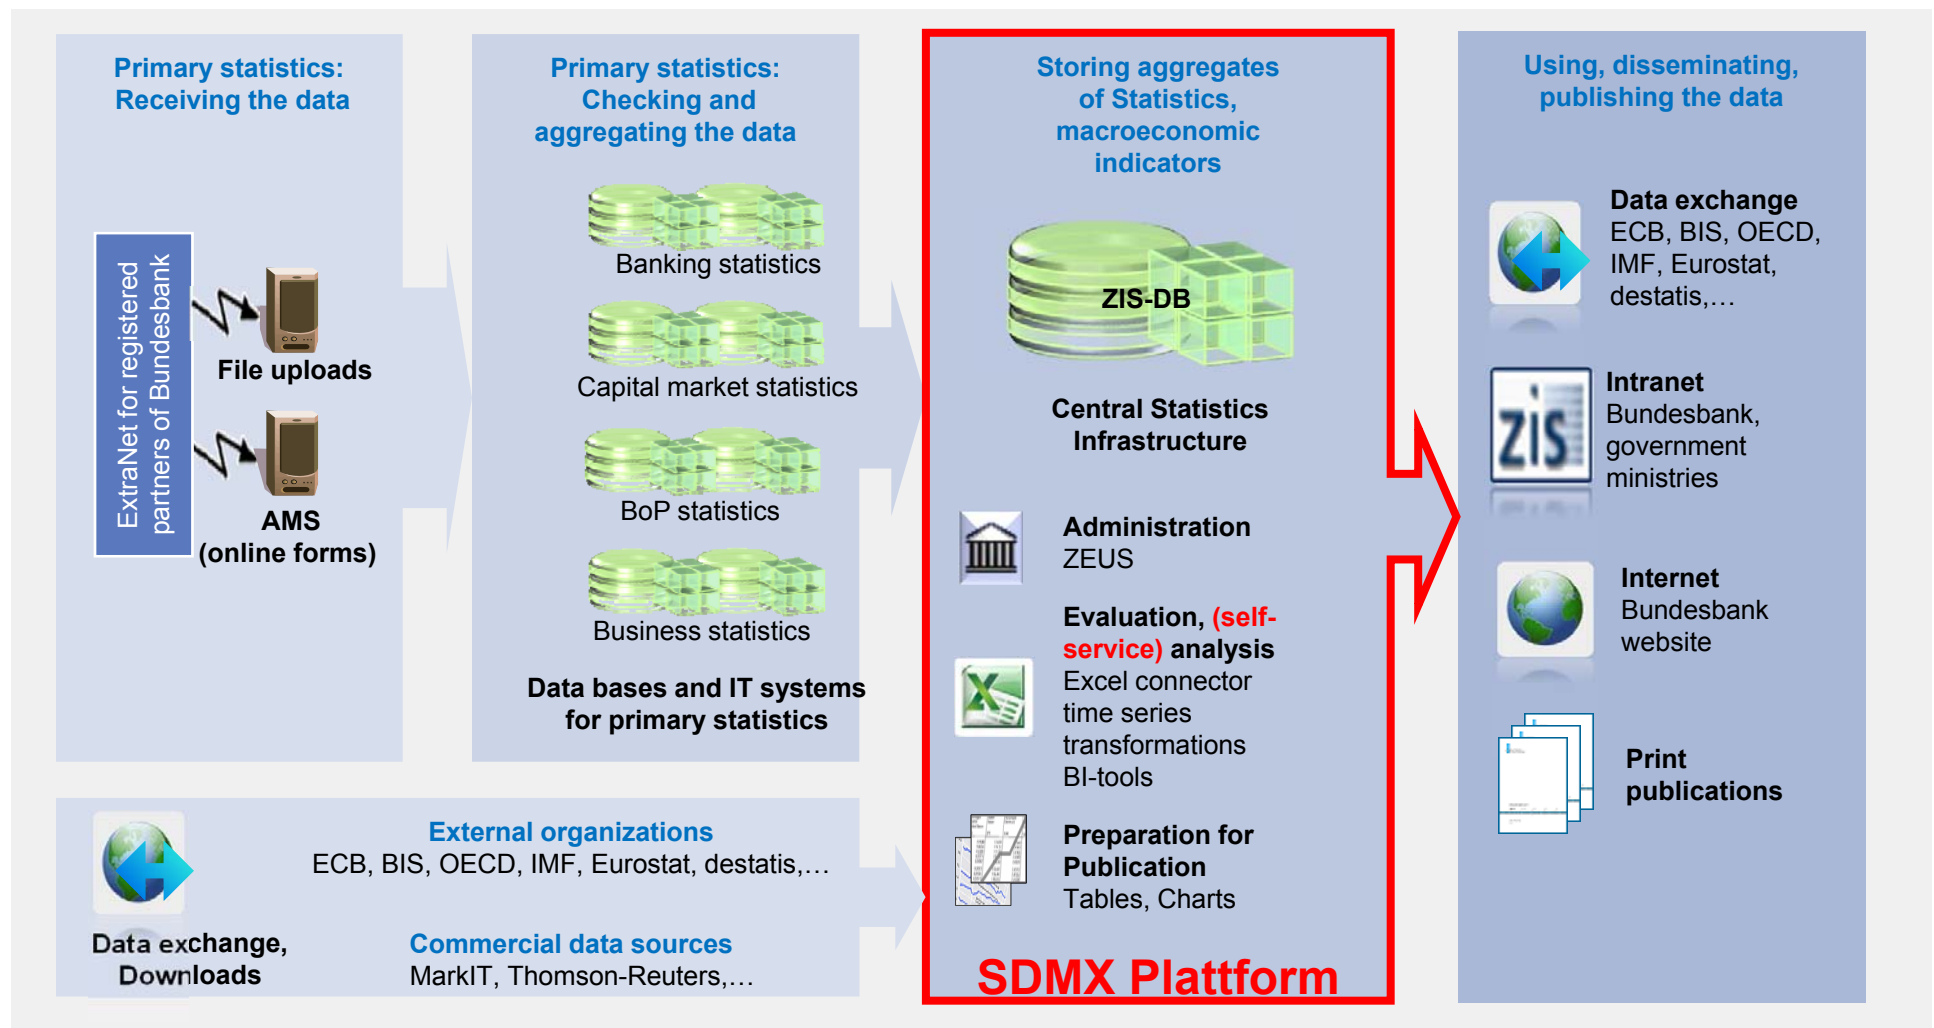 Primary statistics:
Receiving the data
ExtraNet for registered
partners of Bundesbank
File uploads
AMS
(online forms)
Primary statistics:
Checking and
aggregating the data
Banking statistics
Capital market statistics
BoP statistics
Business statistics
Data bases and IT systems
for primary statistics
Data exchange,
Downloads
External organizations
ECB, BIS, OECD, IMF, Eurostat, destatis,…
Commercial data sources
MarkIT, Thomson-Reuters,…
Storing aggregates
of Statistics,
macroeconomic
indicators
ZIS-DB
Central Statistics
Infrastructure
Administration
ZEUS
Evaluation, (self-
service) analysis
Excel connector
time series
transformations
BI-tools
Preparation for
Publication
Tables, Charts
SDMX Plattform
Using, disseminating,
publishing the data
Data exchange
ECB, BIS, OECD,
IMF, Eurostat,
destatis,…
zis
Intranet
Bundesbank,
government
ministries
Internet
Bundesbank
website
Print
publications